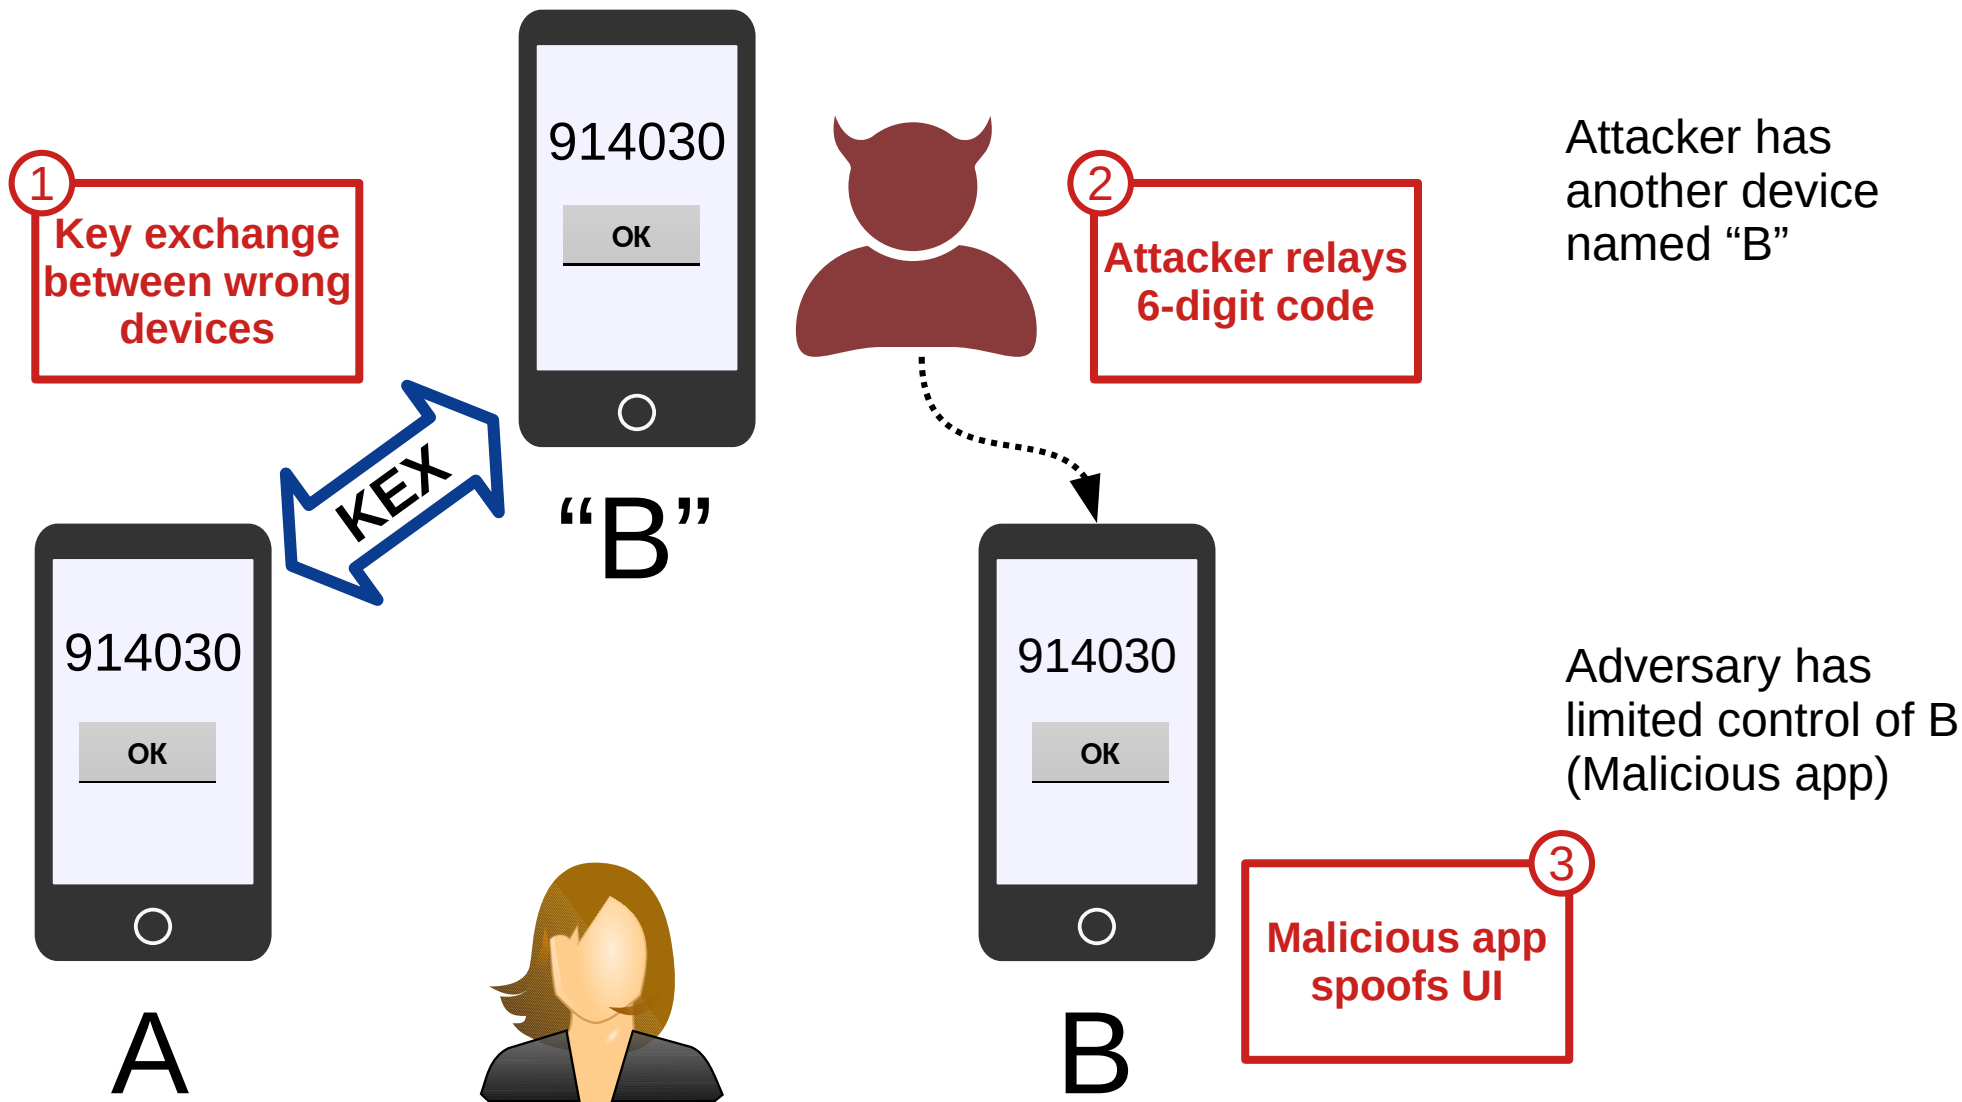 914030
OK
“B”
1
Key exchange
between wrong
devices
2
Attacker relays
6-digit code
Attacker has
another device
named “B”
KEX
914030
OK
A
914030
OK
B
Adversary has
limited control of B
(Malicious app)
3
Malicious app
spoofs UI